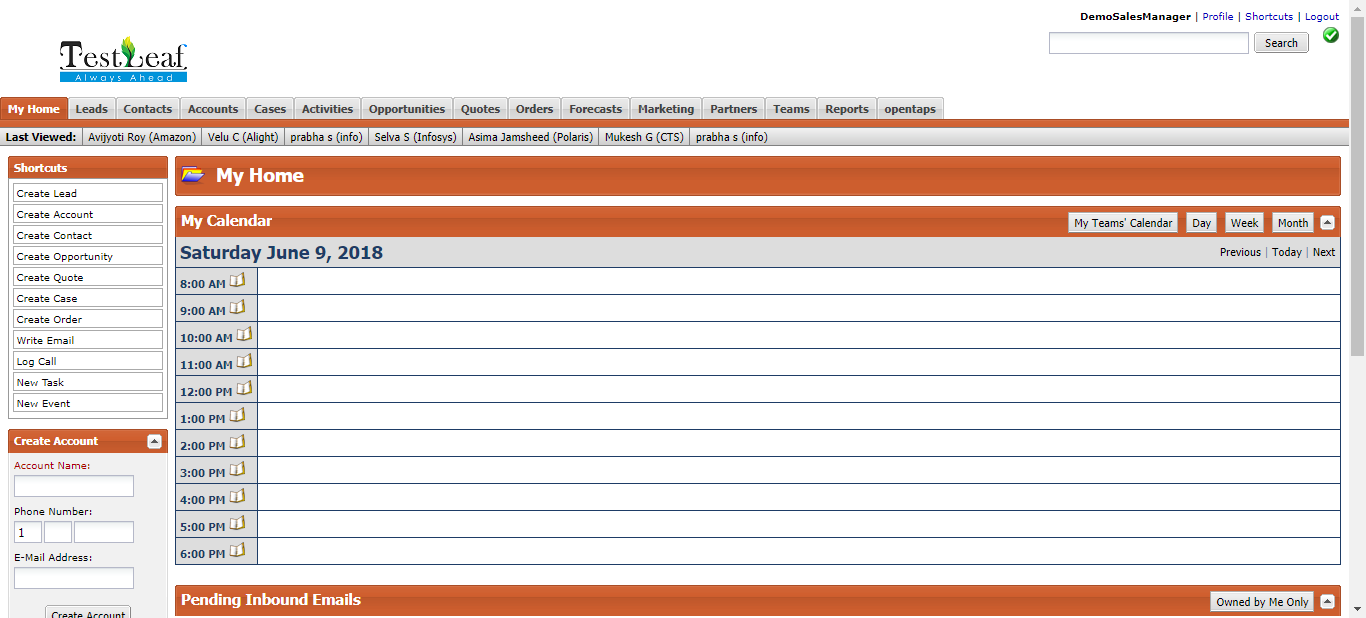 DemoSalesManager | Profile | Shortcuts | Logout
Search
TestLeaf
Always Ahead
My Home Leads Contacts Accounts Cases Activities Opportunities Quotes Orders Forecasts Marketing Partners Teams Reports opentaps
Last Viewed: Avijyoti Roy (Amazon) Velu C (Alight) prabha s (info) Selva S (Infosys) Asima Jamsheed (Polaris) Mukesh G (CTS) prabha s (info)
Shortcuts
Create Lead
Create Account
Create Contact
Create Opportunity
Create Quote
Create Case
Create Order
Write Email
Log Call
New Task
New Event
Create Account
Account Name:
Phone Number:
1
E-Mail Address:
Create Account
My Home
My Calendar My Teams' Calendar Day Week Month
Saturday June 9, 2018 Previous | Today | Next
8:00 AM
9:00 AM
10:00 AM
11:00 AM
12:00 PM
1:00 PM
2:00 PM
3:00 PM
4:00 PM
5:00 PM
6:00 PM
Pending Inbound Emails Owned by Me Only